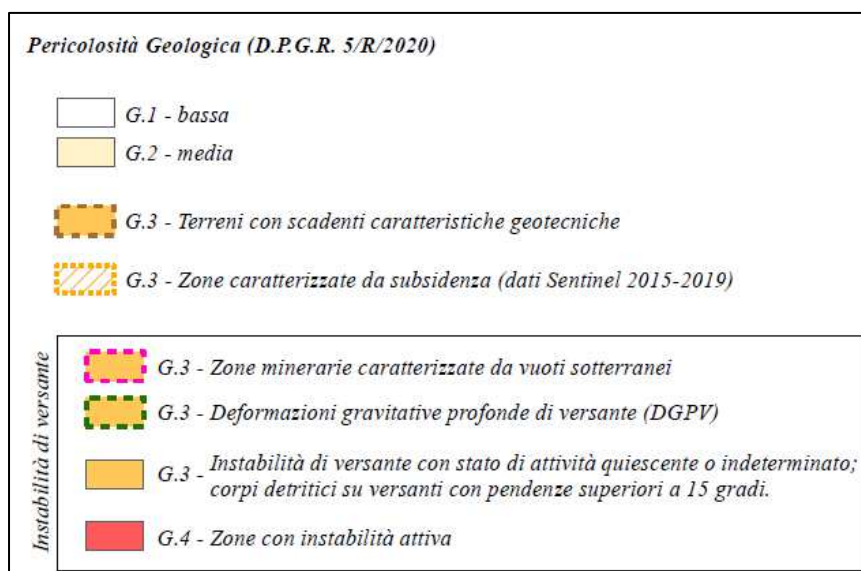 Pericolosità Geologica (D.P.G.R. 5/R/2020)
G.1 - bassa
G.2 - media
G.3 - Terreni con scadenti caratteristiche geotecniche
G.3 - Zone caratterizzate da subsidenza (dati Sentinel 2015-2019)
Instabilità di versante
G.3 - Zone minerarie caratterizzate da vuoti sotterranei
G.3 - Deformazioni gravitative profonde di versante (DGPV)
G.3 - Instabilità di versante con stato di attività quiescente o indeterminato;
corpi detritici su versanti con pendenze superiori a 15 gradi.
G.4 - Zone con instabilità attiva